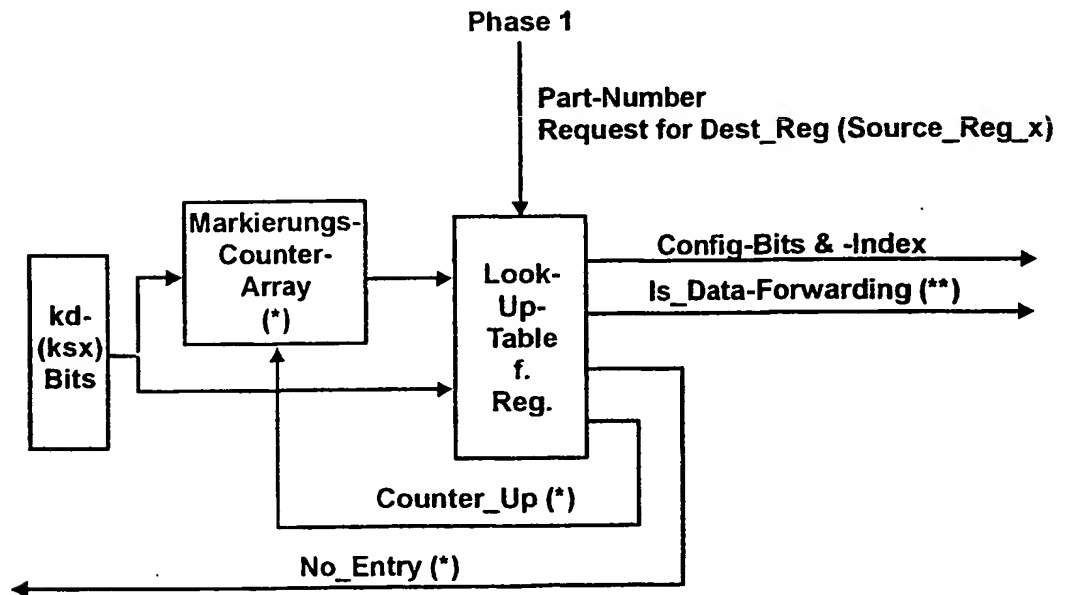 Phase 1
Part-Number
Request for Dest_Reg (Source_Reg_x)
Markierungs-
Counter-
Array
(*)
kd-
(ksx)
Bits
Look-
Up-
Table
f.
Reg.
Config-Bits & -Index
Is_Data-Forwarding (**)
Counter_Up (*)
No_Entry (*)